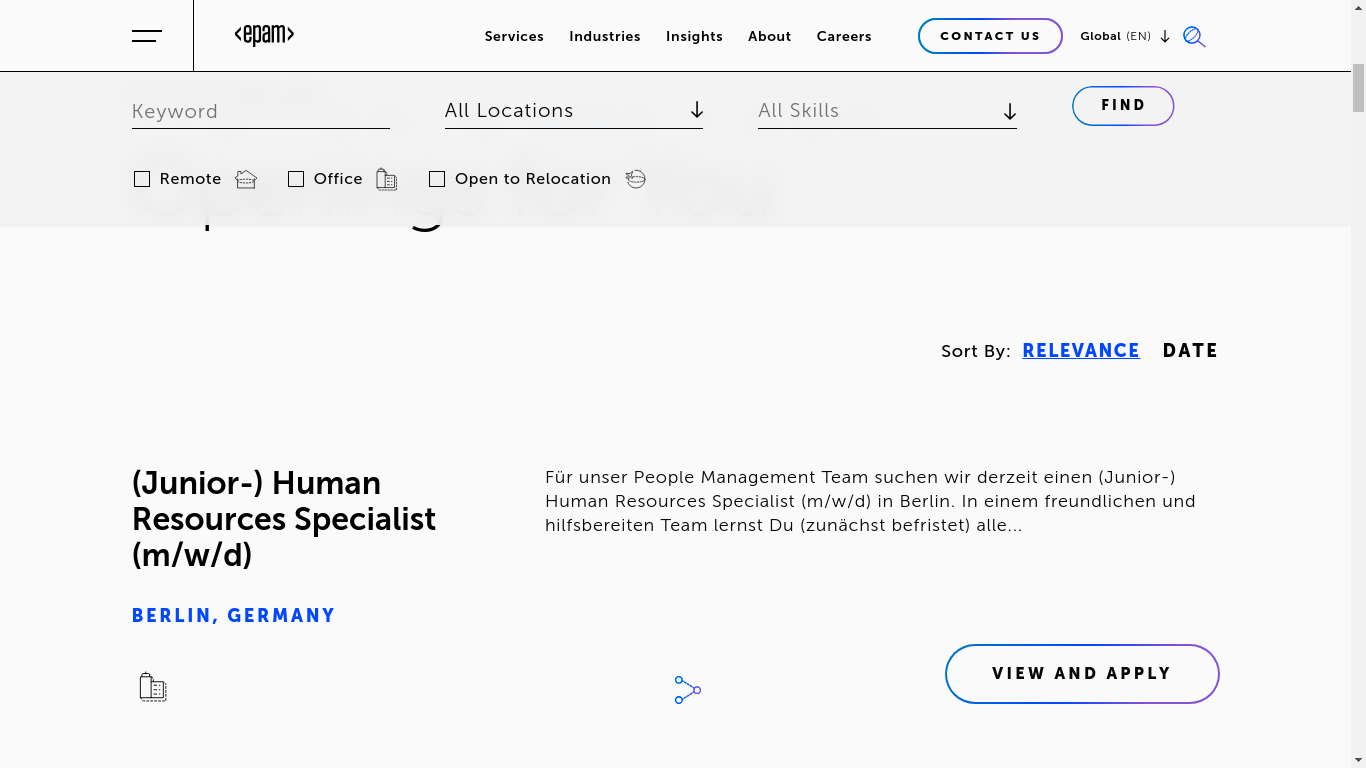 <epam>
Services Industries Insights About Careers
CONTACT US
Global (EN)
Keyword
All Locations
All Skills
FIND
Remote
Office
Open to Relocation
Sort By: RELEVANCE DATE
(Junior-) Human
Resources Specialist
(m/w/d)
BERLIN, GERMANY
Für unser People Management Team suchen wir derzeit einen (Junior-)
Human Resources Specialist (m/w/d) in Berlin. In einem freundlichen und
hilfsbereiten Team lernst Du (zunächst befristet) alle...
VIEW AND APPLY